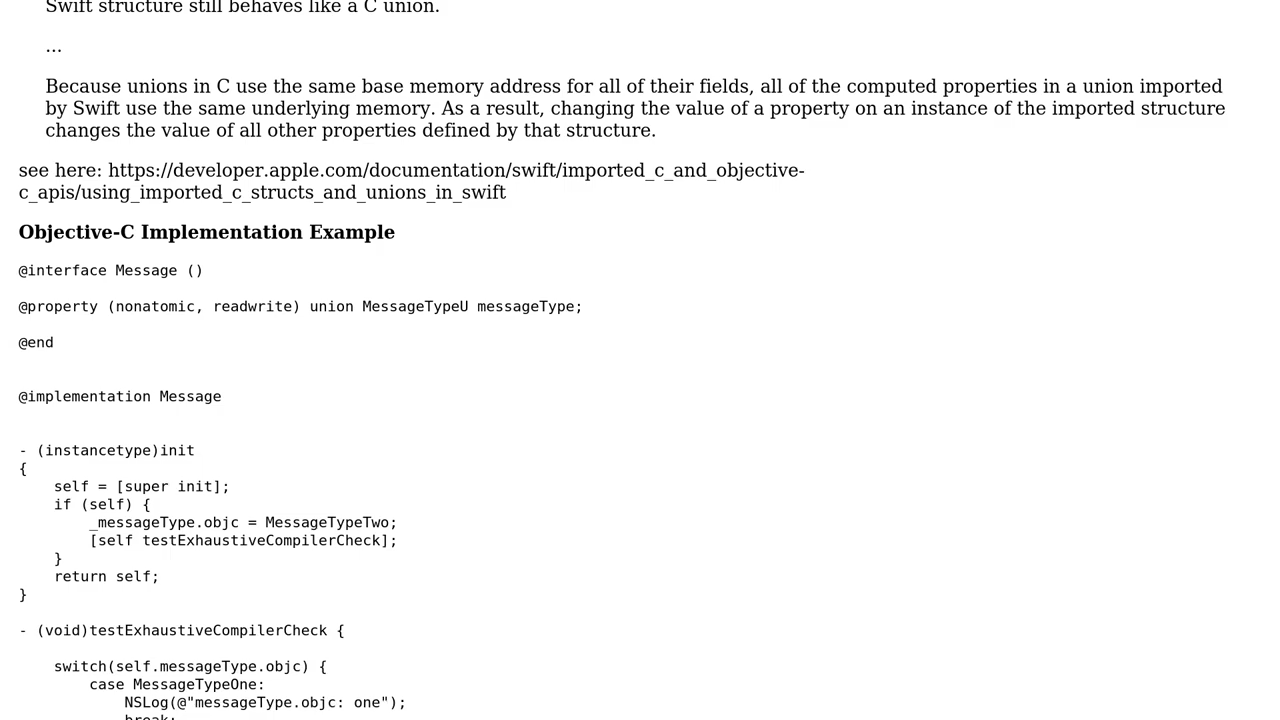 Swift structure still behaves like a C union.
...
Because unions in C use the same base memory address for all of their fields, all of the computed properties in a union imported
by Swift use the same underlying memory. As a result, changing the value of a property on an instance of the imported structure
changes the value of all other properties defined by that structure.
see here: https://developer.apple.com/documentation/swift/imported_c_and_objective-
c_apis/using_imported_c_structs_and_unions_in_swift
Objective-C Implementation Example
@interface Message ()
@property (nonatomic, readwrite) union MessageTypeU messageType;
@end
@implementation Message
- (instancetype)init
{
    self = [super init];
    if (self) {
        _messageType.objc = MessageTypeTwo;
        [self testExhaustiveCompilerCheck];
    }
    return self;
}
- (void)testExhaustiveCompilerCheck {
    switch(self.messageType.objc) {
        case MessageTypeOne:
            NSLog(@"messageType.objc: one");
            break;